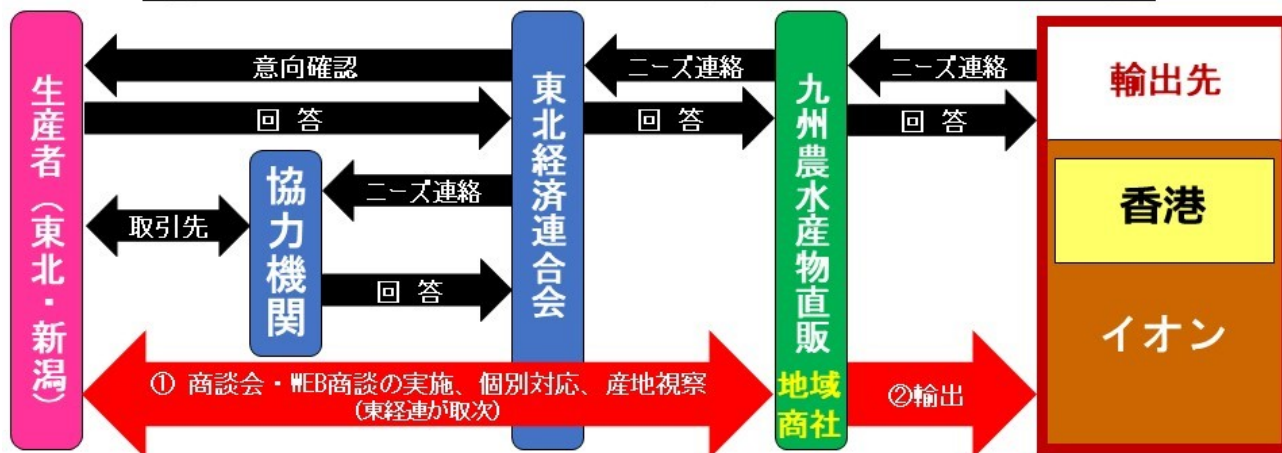 生産者（東北・新潟）
意向確認
回 答
取引先
協力機関
ニーズ連絡
回 答
東北経済連合会
ニーズ連絡
回 答
九州農水産物直販
地域
商社
ニーズ連絡
回 答
輸出先
香港
イオン
① 商談会・WEB商談の実施、個別対応、産地視察
(東経連が取次)
②輸出